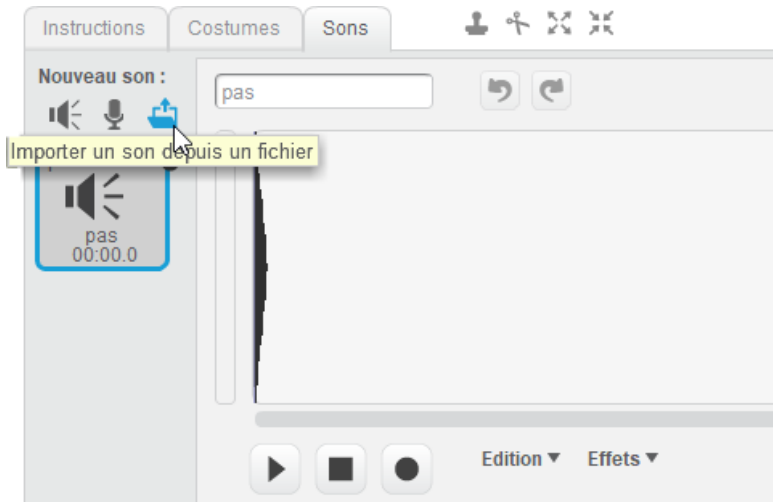 Instructions
Costumes
Sons
Nouveau son :
pas
Importer un son depuis un fichier
pas
00:00.0
Edition
Effets